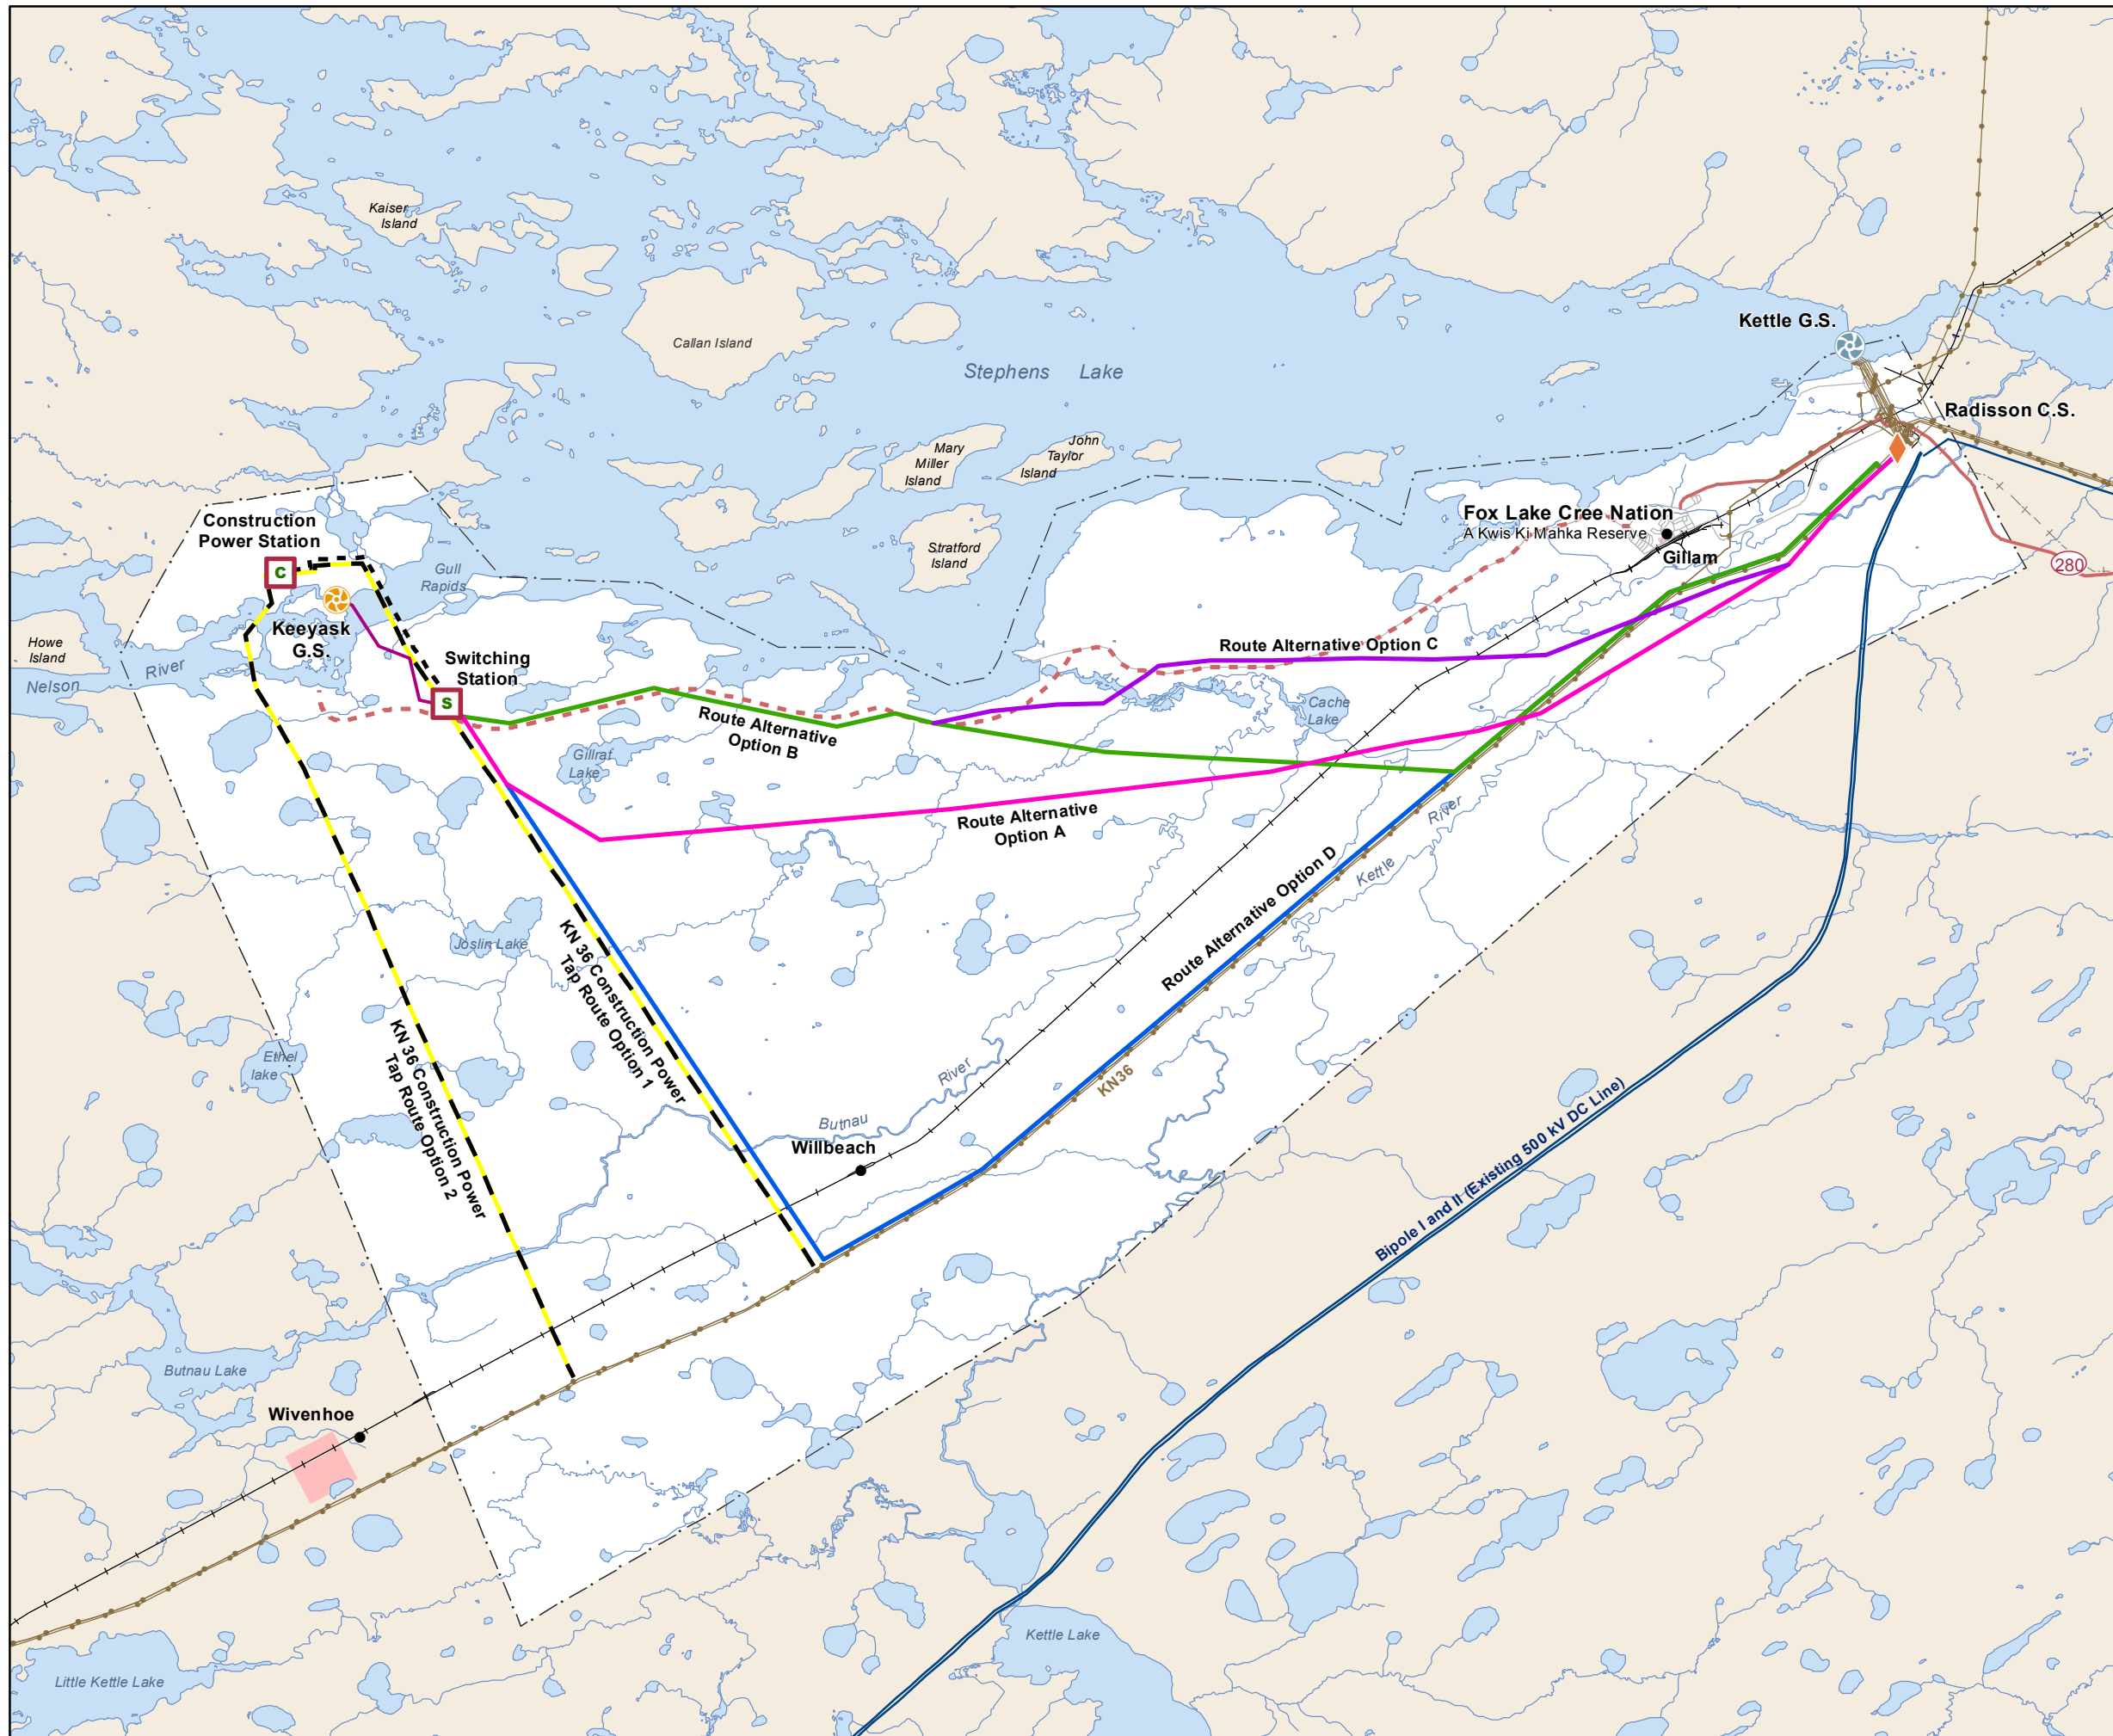 Kaiser
Island
Callan Island
Stephens Lake
Kettle G.S.
Radisson C.S.
Mary
Miller
Island
John
Taylor
Island
Stratford
Island
Construction
Power Station
C
Gull
Rapids
Keeyask
G.S.
Howe
Island
Nelson
River
Switching
Station
S
Fox Lake Cree Nation
A Kwis Ki Mahka Reserve
Gillam
280
Route Alternative Option C
Cache
Lake
Route Alternative
Option B
Gillraf
Lake
Route Alternative
Option A
River
Kettle
Route Alternative Option D
Joslin Lake
KN 36 Construction Power
Tap Route Option 1
KN 36 Construction Power
Tap Route Option 2
Ethel
lake
River
Butnau
Willbeach
KN36
Bipole I and II (Existing 500 kV DC Line)
Butnau Lake
Wivenhoe
Kettle Lake
Little Kettle Lake